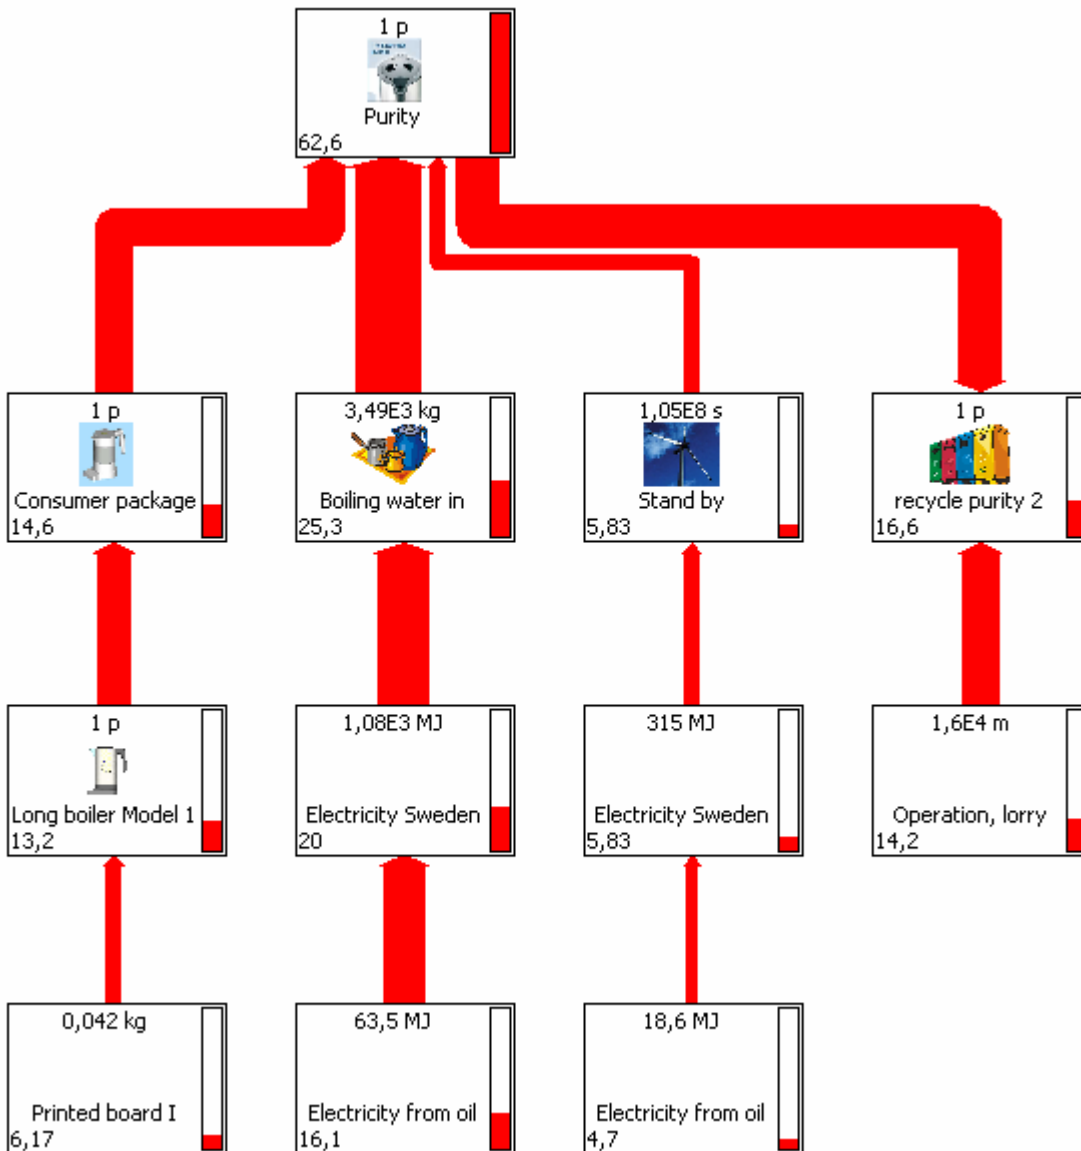 1 p
Purity
62,6
1 p
Consumer package
14,6
3,49E3 kg
Boiling water in
25,3
1,05E8 s
Stand by
5,83
1 p
recycle purity 2
16,6
1 p
Long boiler Model 1
13,2
1,08E3 MJ
Electricity Sweden
20
315 MJ
Electricity Sweden
5,83
1,6E4 m
Operation, lorry
14,2
0,042 kg
Printed board I
6,17
63,5 MJ
Electricity from oil
16,1
18,6 MJ
Electricity from oil
4,7